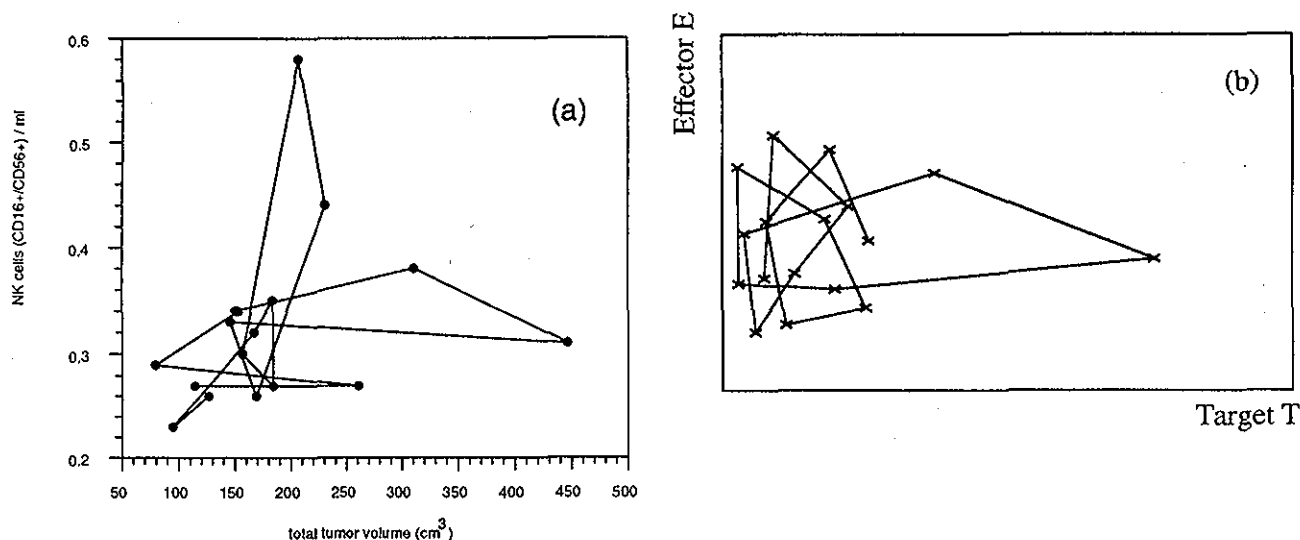 NK cells (CD16+/CD56+) / ml
0.6
0.5
0.4
0.3
0.2
(a)
50 100 150 200 250 300 350 400 450 500
total tumor volume (cm³)
Effector E
(b)
Target T